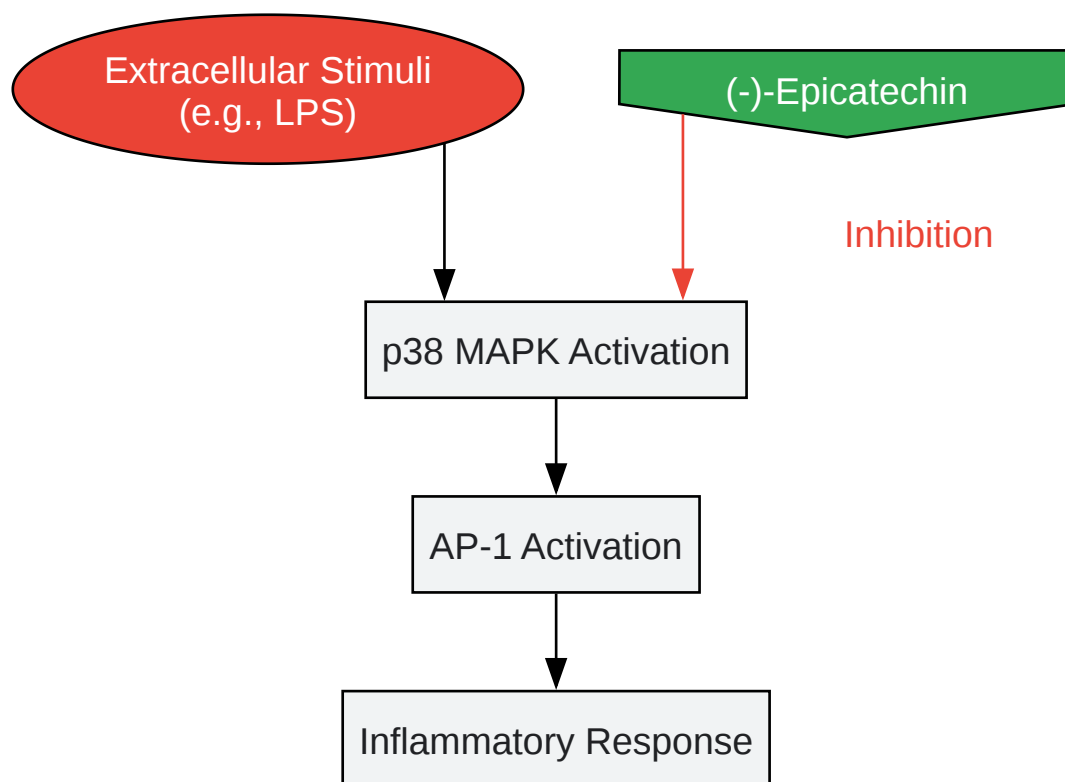 Extracellular Stimuli
(e.g., LPS)
(-)-Epicatechin
Inhibition
p38 MAPK Activation
AP-1 Activation
Inflammatory Response